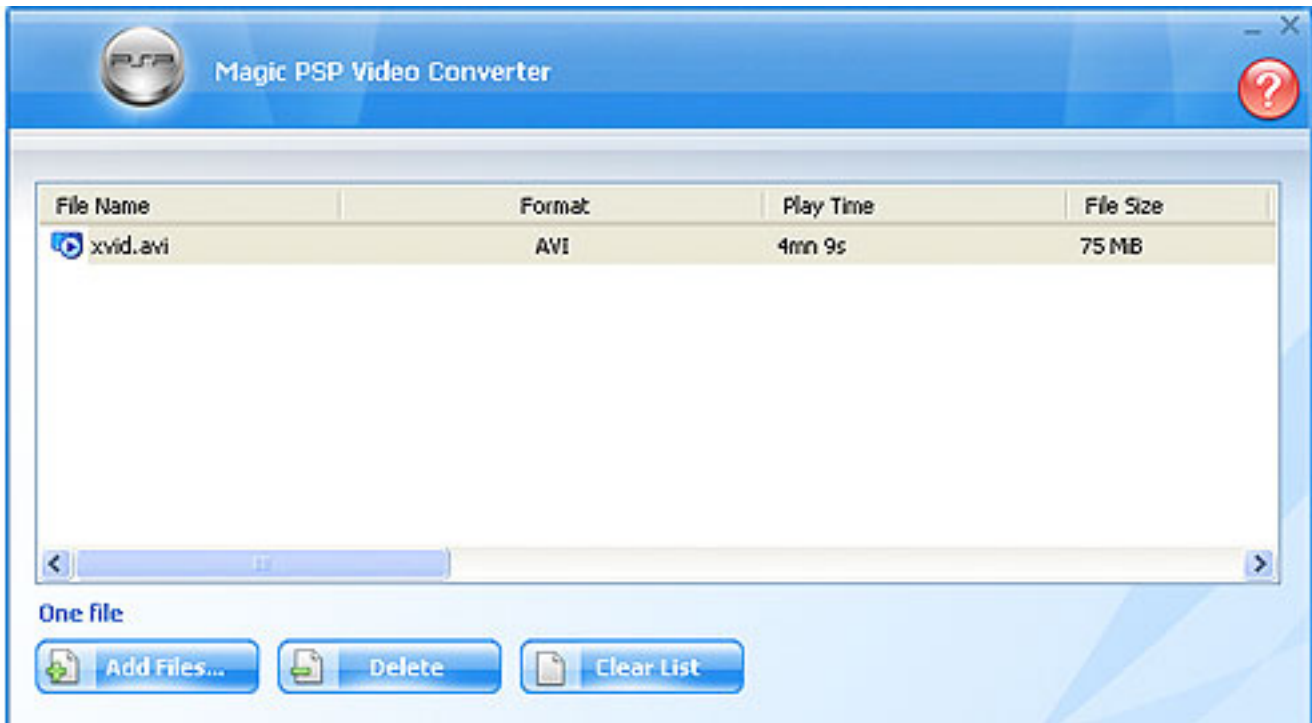 PSP
Magic PSP Video Converter
?
File Name Format Play Time File Size
xvid.avi AVI 4mn 9s 75 MiB
One file
Add Files... Delete Clear List